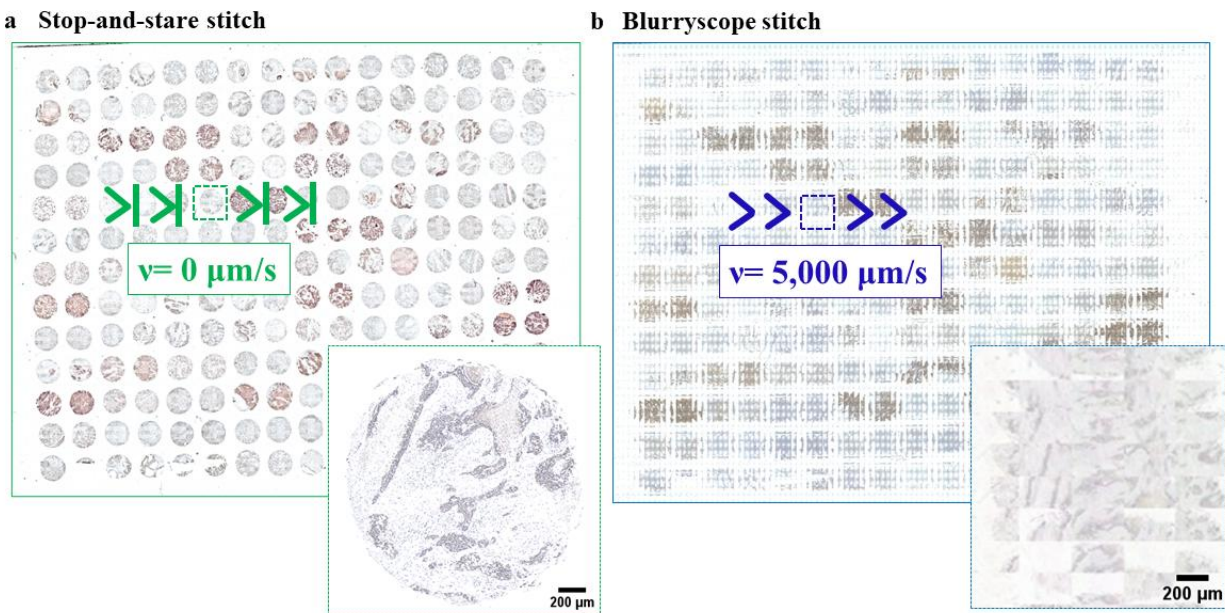 a Stop-and-stare stitch
b Blurryscope stitch
ν= 0 μm/s
ν= 5,000 μm/s
200 μm
200 μm